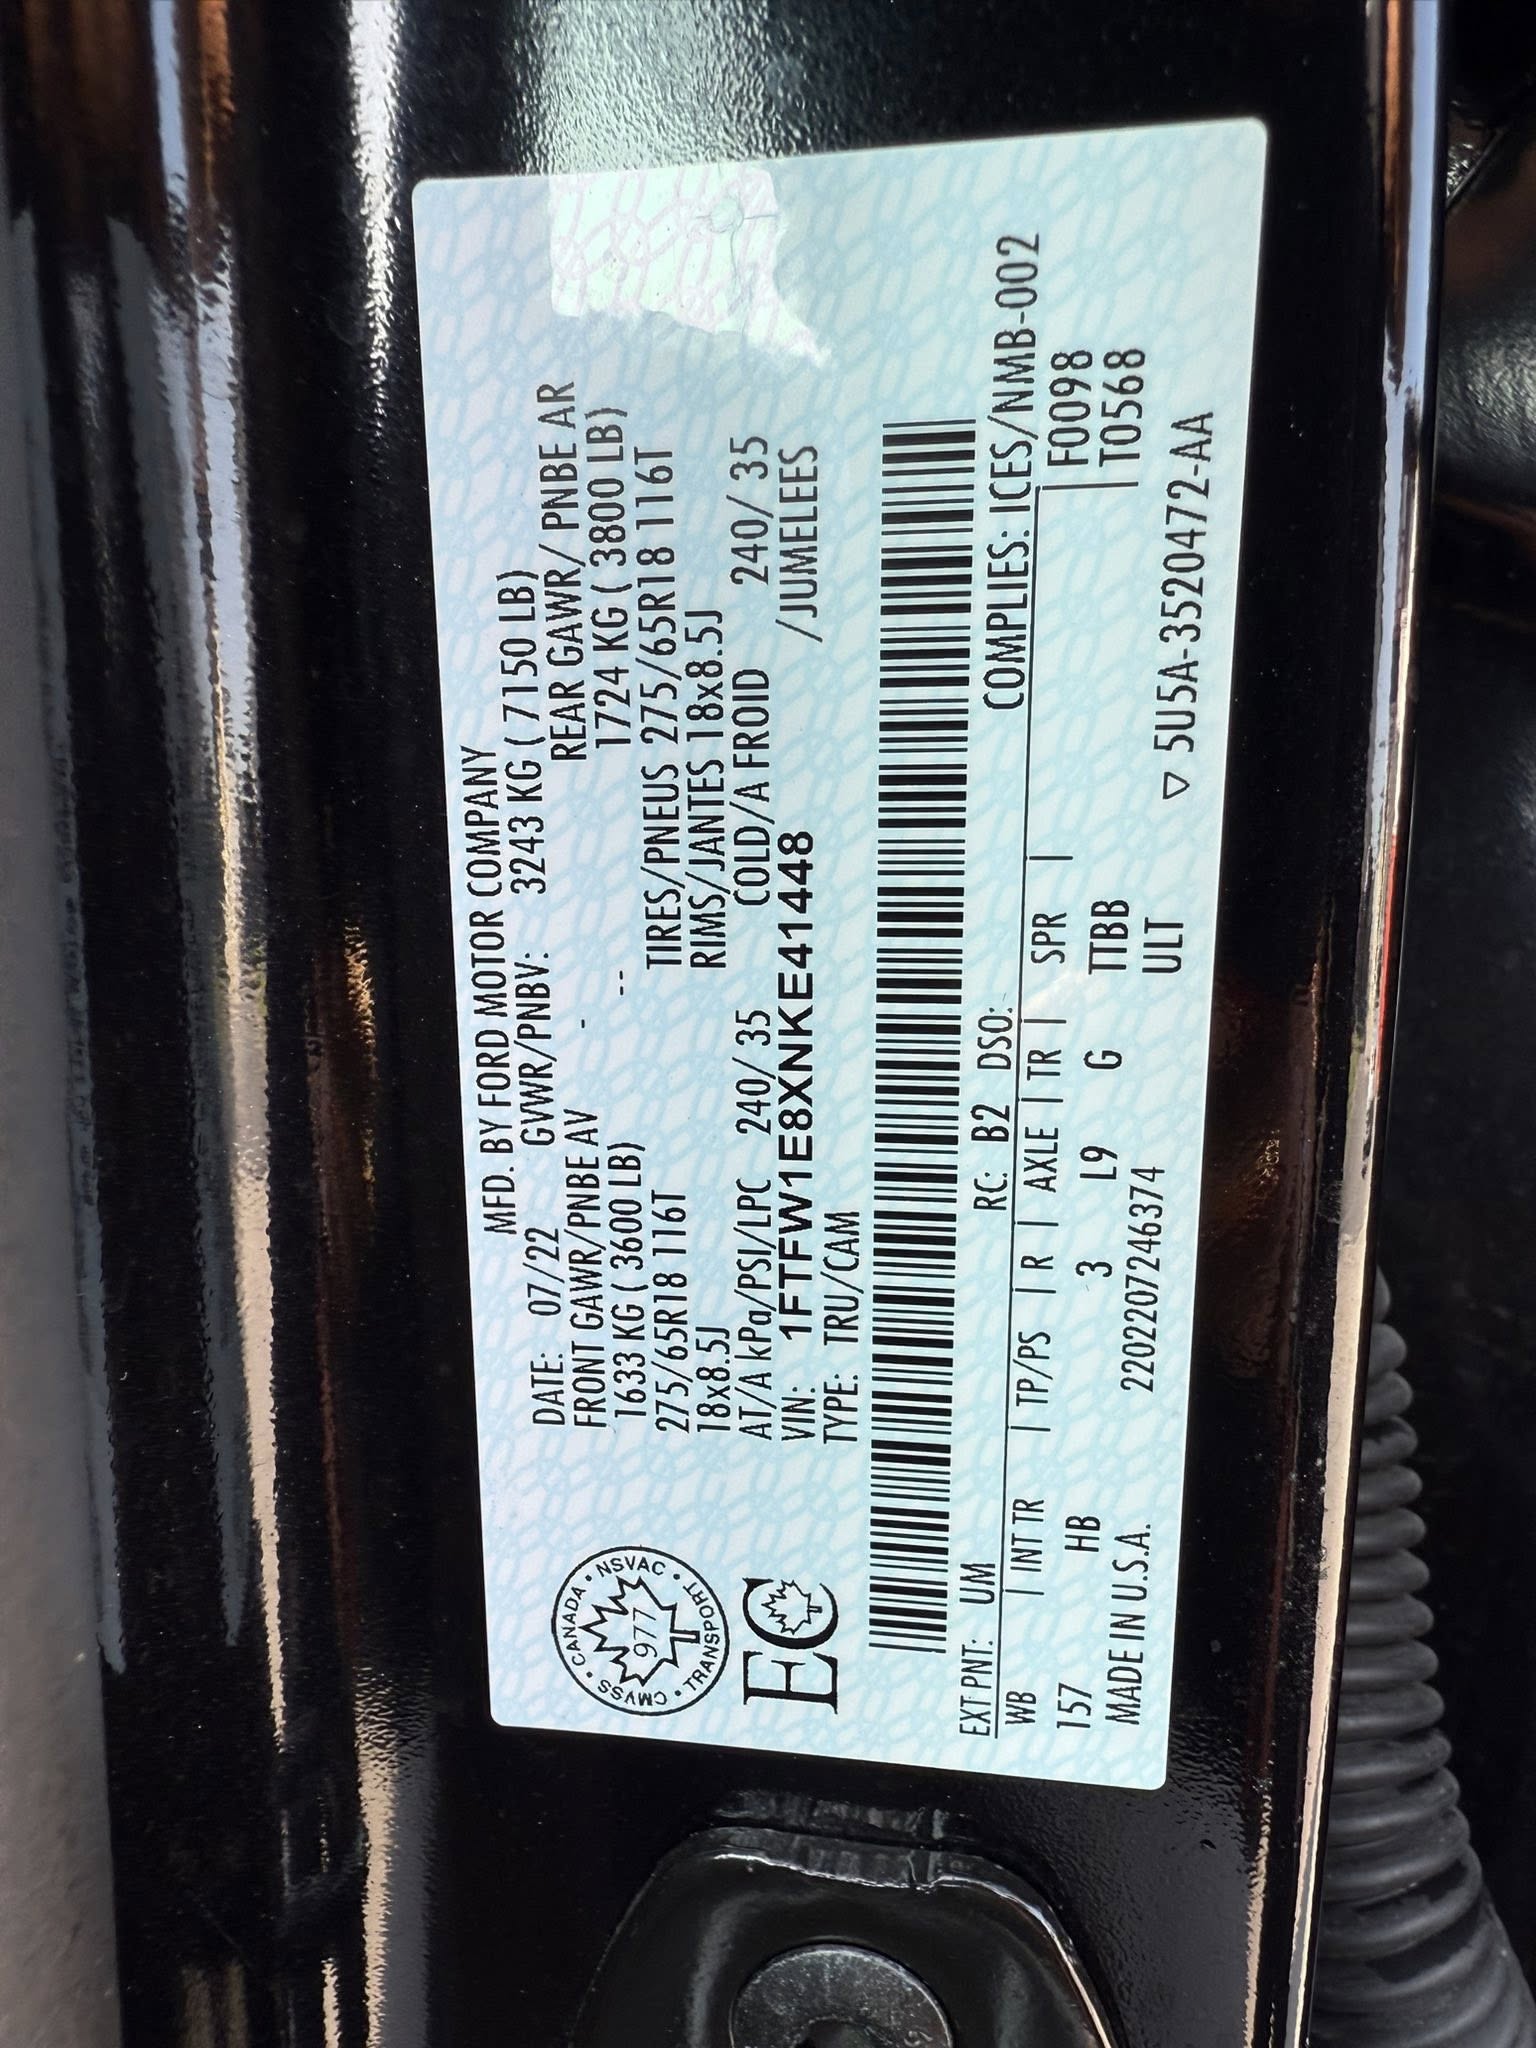 MFD. BY FORD MOTOR COMPANY
DATE: 07/22 GVWR/PNBV: 3243 KG ( 7150 LB)
FRONT GAWR/PNBE AV - REAR GAWR/ PNBE AR
1633 KG ( 3600 LB) -- 1724 KG ( 3800 LB)
275/65R18 116T TIRES/PNEUS 275/65R18 116T
18x8.5J RIMS/JANTES 18x8.5J
AT/A kPa/PSI/LPC 240/ 35 COLD/A FROID 240/ 35
VIN: 1FTFW1E8XNKE41448 /JUMELEES
TYPE: TRU/CAM
CMVSS • CANADA • NSVAC • TRANSPORT •
977
EC
EXT PNT: UM RC: B2 DSO: COMPLIES: ICES/NMB-002
WB | INT TR | TP/PS | R | AXLE | TR | SPR | | F0098
157 HB 3 L9 G TTBB | T0568
MADE IN U.S.A. 2202207246374 ULT
▽ 5U5A-3520472-AA